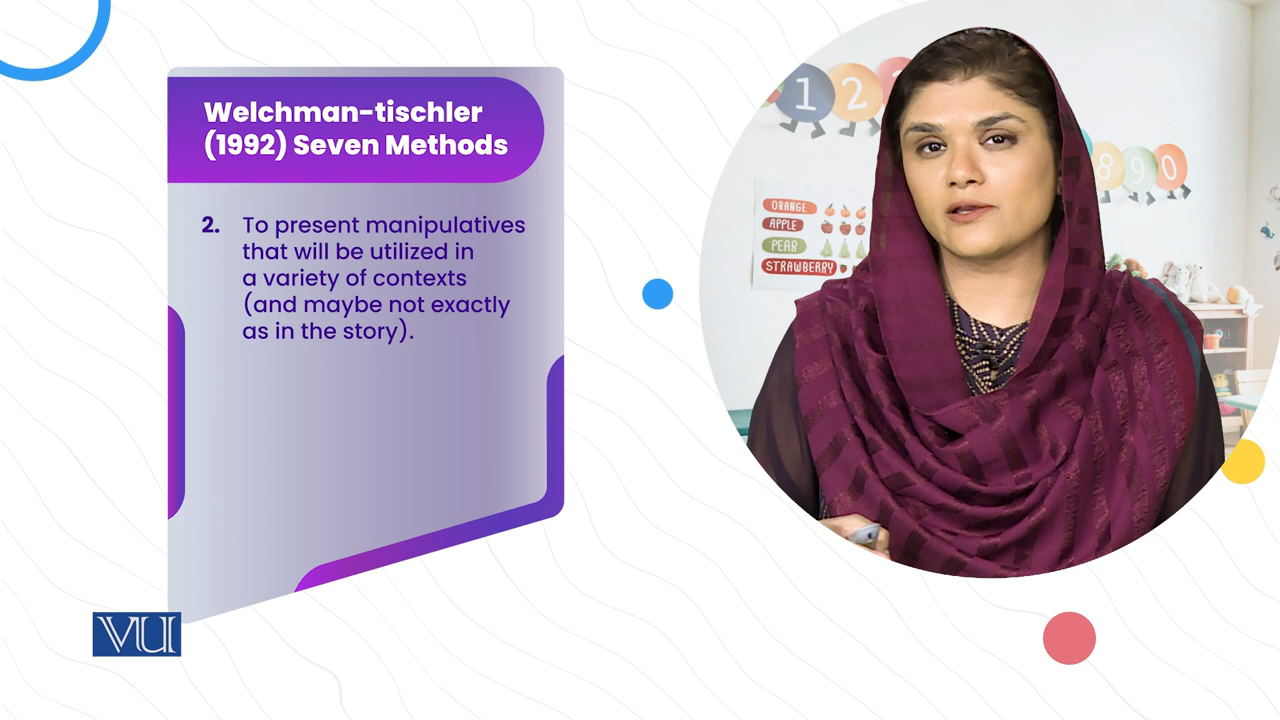 Welchman-tischler
(1992) Seven Methods
2. To present manipulatives
that will be utilized in
a variety of contexts
(and maybe not exactly
as in the story).
1 2
8 9 0
ORANGE
APPLE
PEAR
STRAWBERRY
VU